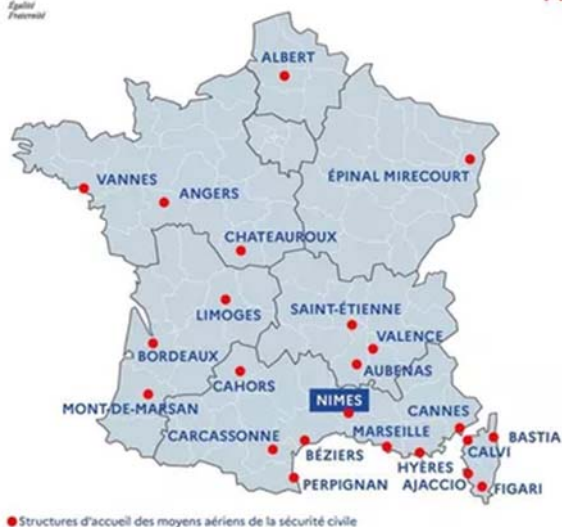 Égalité
Fraternité
ALBERT
ÉPINAL MIRECOURT
VANNES
ANGERS
CHATEAUROUX
SAINT-ÉTIENNE
LIMOGES
VALENCE
BORDEAUX
AUBENAS
CAHORS
NIMES
MONT-DE-MARSAN
CANNES
MARSEILLE
CARCASSONNE
BASTIA
BÉZIERS
CALVI
HYÈRES
PERPIGNAN
AJACCIO
FIGARI
Structures d'accueil des moyens aériens de la sécurité civile